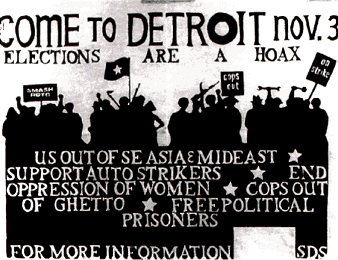 COME TO DETROIT NOV. 3
ELECTIONS ARE A HOAX
SMASH ROTC
cops out
on strike
US OUT OF SE ASIA & MIDEAST ★
SUPPORT AUTO STRIKERS ★ END
OPPRESSION OF WOMEN ★ COPS OUT
OF GHETTO ★ FREE POLITICAL
PRISONERS
FOR MORE INFORMATION SDS